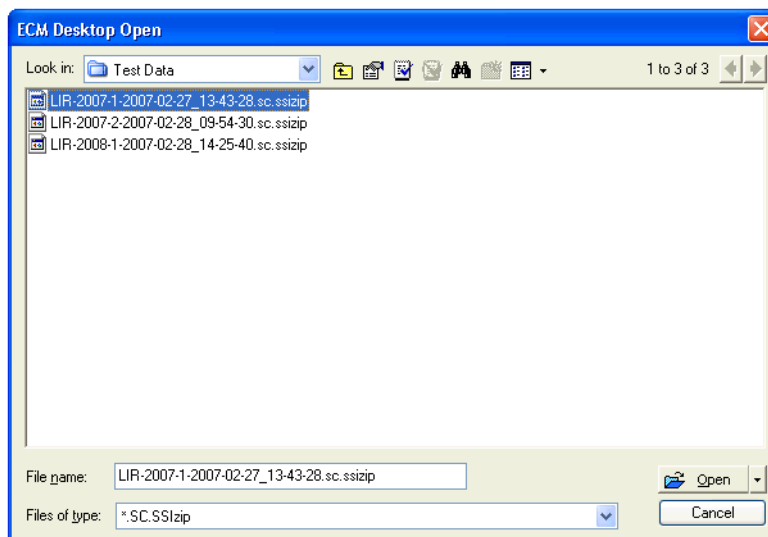 ECM Desktop Open
Look in: Test Data 1 to 3 of 3
LIR-2007-1-2007-02-27_13-43-28.sc.ssizip
LIR-2007-2-2007-02-28_09-54-30.sc.ssizip
LIR-2008-1-2007-02-28_14-25-40.sc.ssizip
File name: LIR-2007-1-2007-02-27_13-43-28.sc.ssizip Open
Files of type: *.SC.SSIzip Cancel